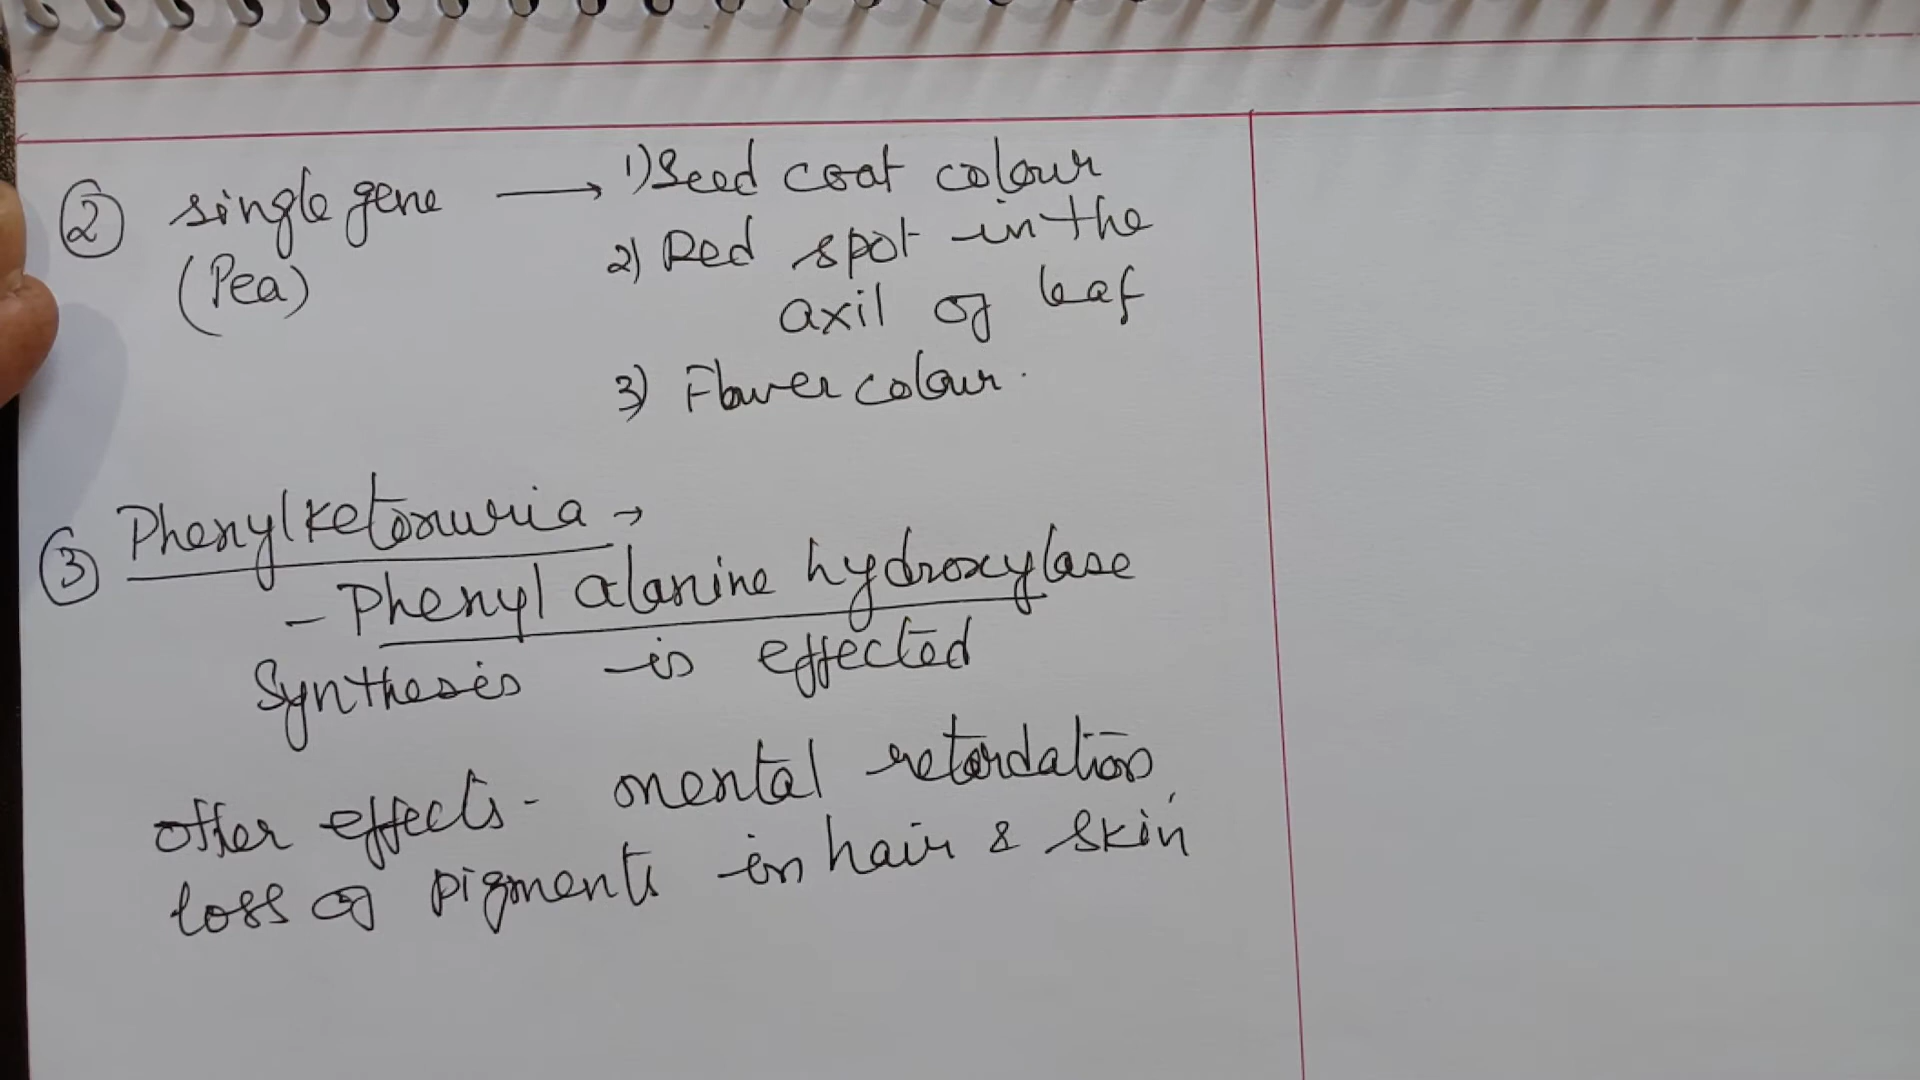 ② single gene → 1) Seed coat colour
(Pea) 2) Red spot in the
axil of leaf
3) Flower colour.
③ Phenylketonuria →
- Phenyl alanine hydroxylase
Synthesis is effected
other effects - mental retardation,
loss of pigments in hair & skin